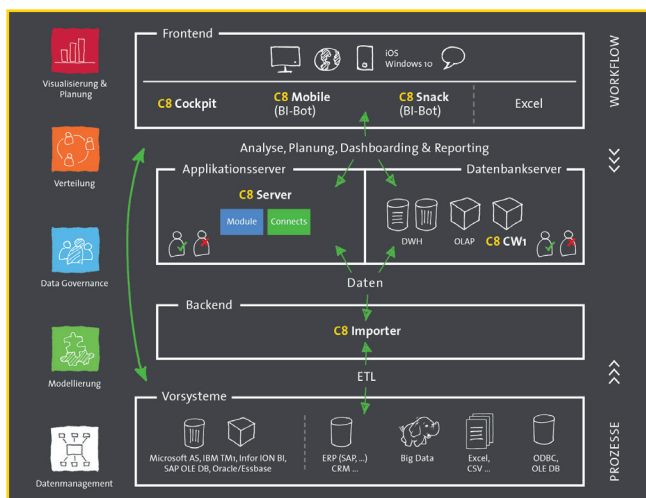 Visualisierung &
Planung
Verteilung
Data Governance
Modellierung
Datenmanagement
Frontend
iOS
Windows 10
C8 Cockpit
C8 Mobile
(BI-Bot)
C8 Snack
(BI-Bot)
Excel
Analyse, Planung, Dashboarding & Reporting
Applikationsserver
C8 Server
Module
Connects
Datenbankserver
DWH
OLAP
C8 CW1
Daten
Backend
C8 Importer
ETL
Vorsysteme
Microsoft AS, IBM TM1, Infor ION BI,
SAP OLE DB, Oracle/Essbase
ERP (SAP, ...)
CRM ...
Big Data
Excel,
CSV ...
ODBC,
OLE DB
WORKFLOW
PROZESSE